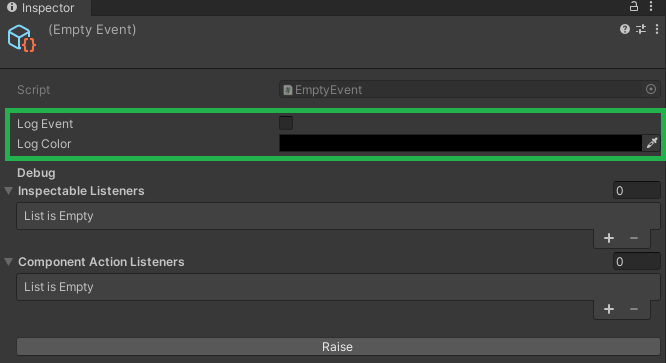 Inspector
(Empty Event)
Script
EmptyEvent
Log Event
Log Color
Debug
Inspectable Listeners
0
List is Empty
Component Action Listeners
0
List is Empty
Raise